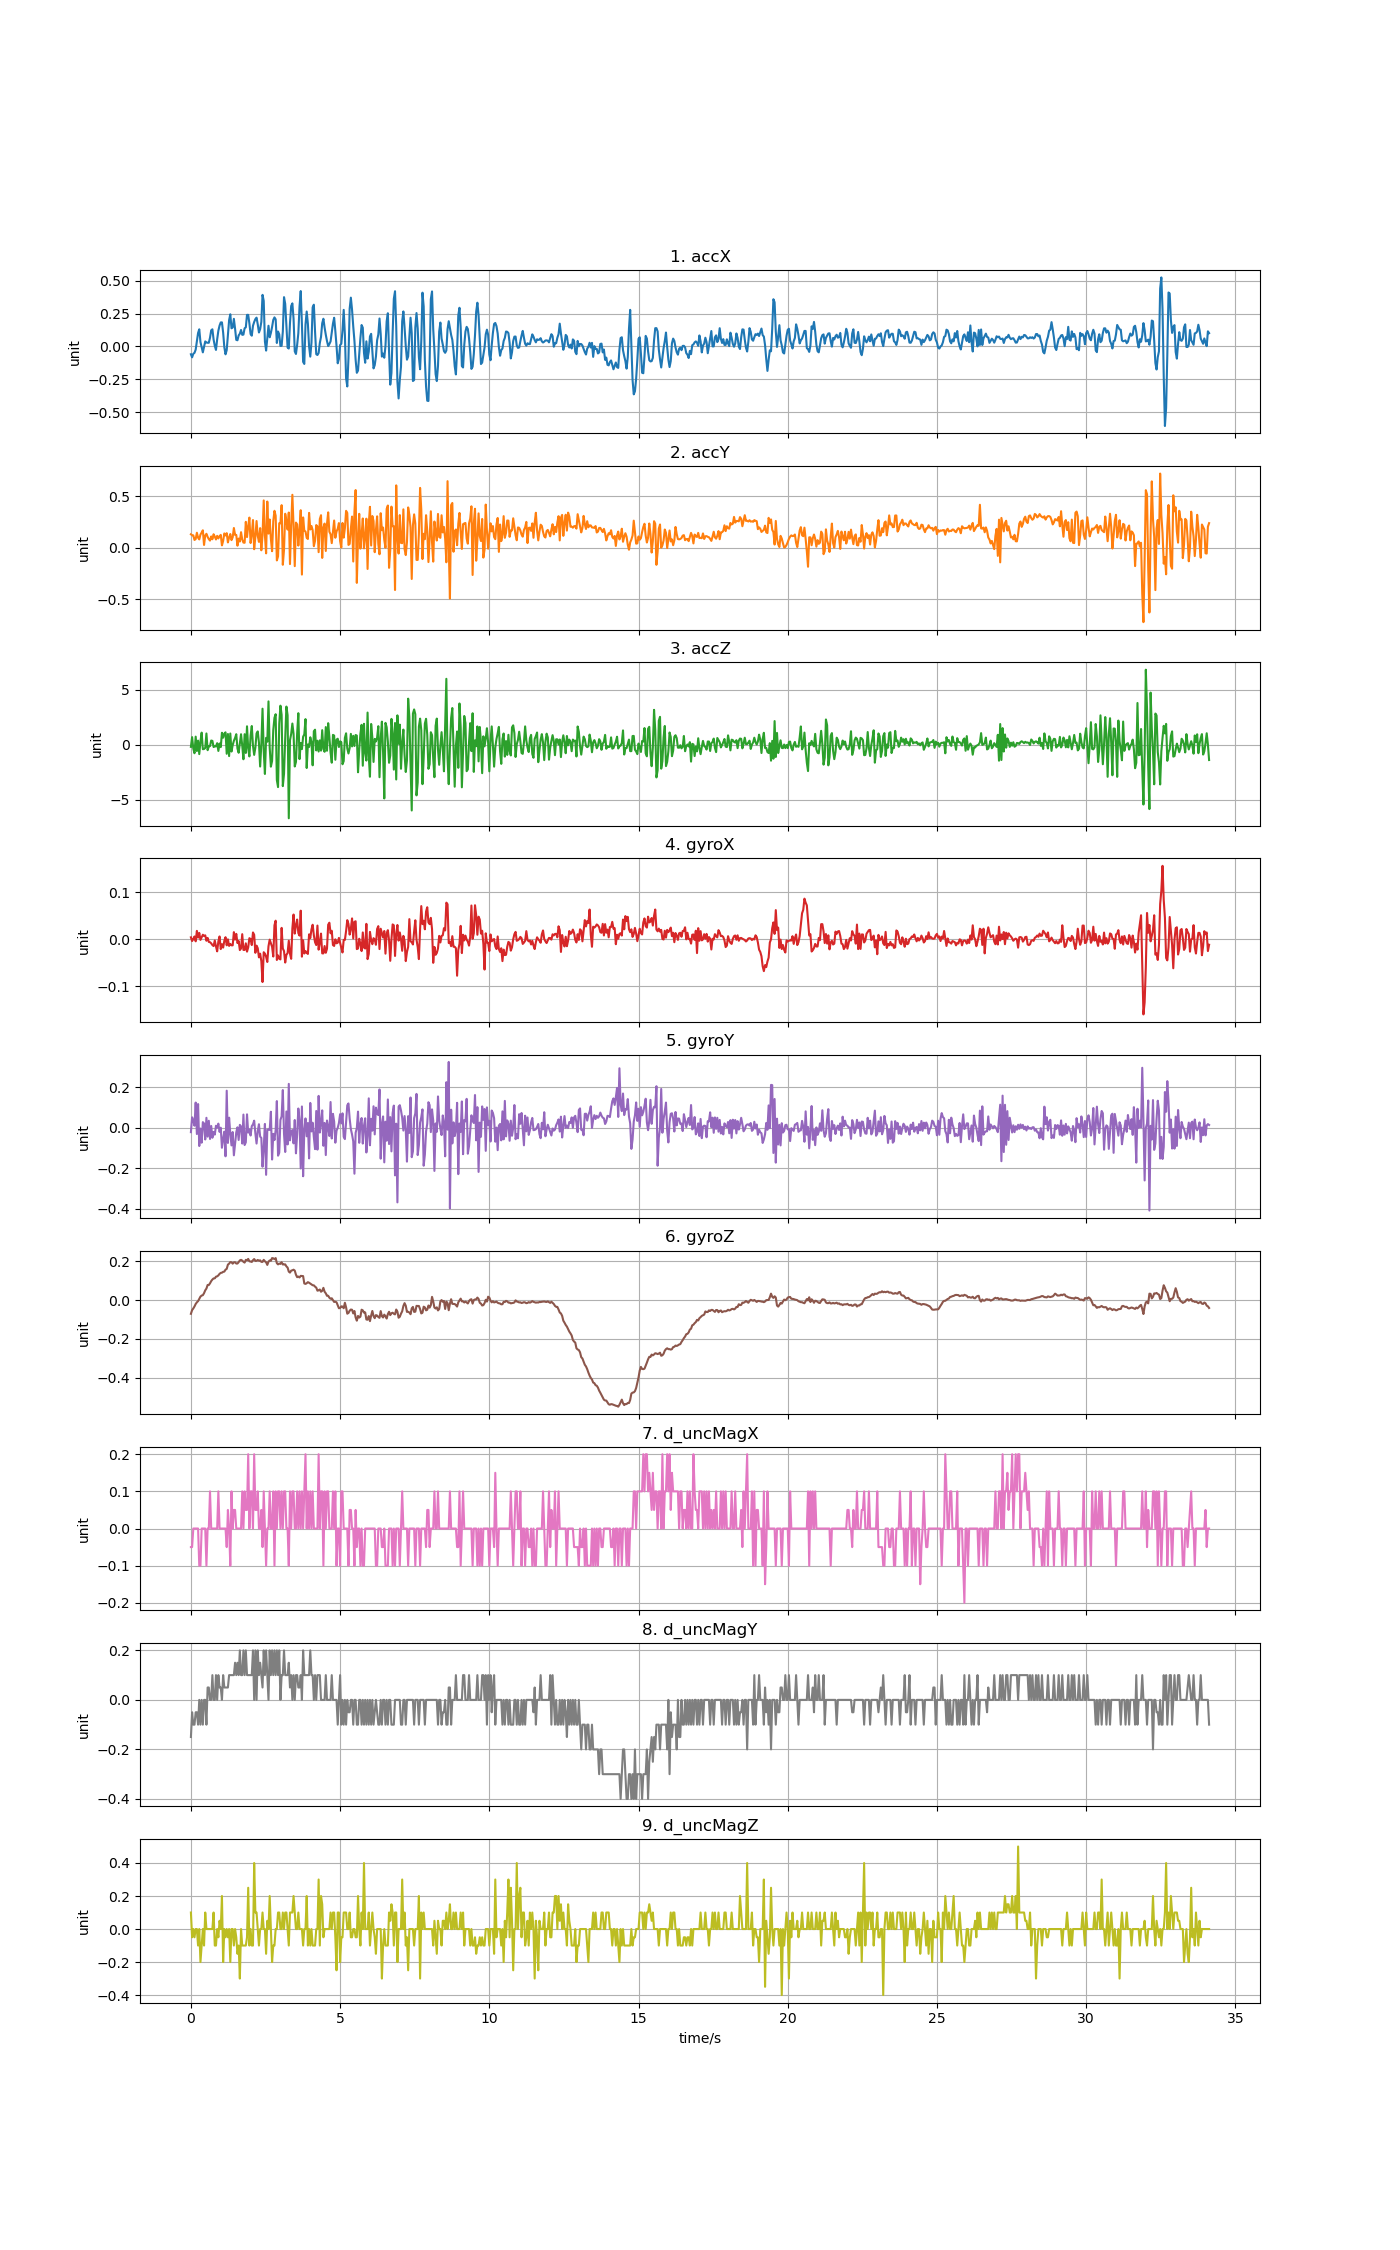 1. accX
0.50
0.25
0.00
−0.25
−0.50
unit
2. accY
0.5
0.0
−0.5
unit
3. accZ
5
0
−5
unit
4. gyroX
0.1
0.0
−0.1
unit
5. gyroY
0.2
0.0
−0.2
−0.4
unit
6. gyroZ
0.2
0.0
−0.2
−0.4
unit
7. d_uncMagX
0.2
0.1
0.0
−0.1
−0.2
unit
8. d_uncMagY
0.2
0.0
−0.2
−0.4
unit
9. d_uncMagZ
0.4
0.2
0.0
−0.2
−0.4
unit
0 5 10 15 20 25 30 35
time/s